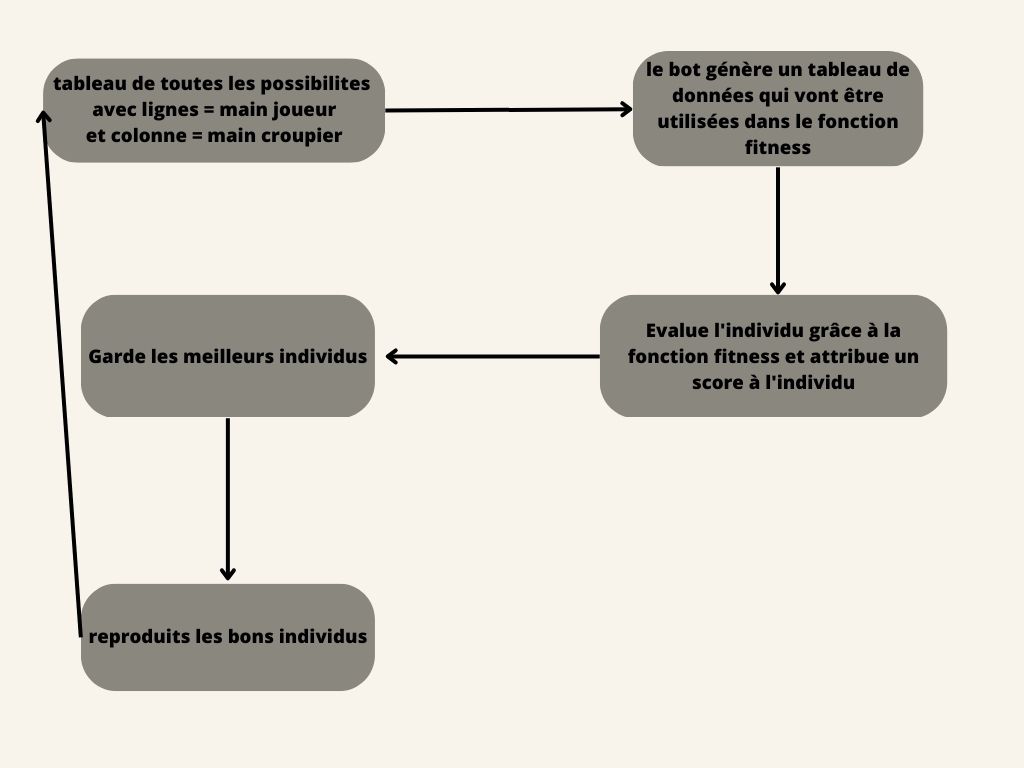 tableau de toutes les possibilites
avec lignes = main joueur
et colonne = main croupier
le bot génère un tableau de
données qui vont être
utilisées dans le fonction
fitness
Garde les meilleurs individus
Evalue l'individu grâce à la
fonction fitness et attribue un
score à l'individu
reproduits les bons individus